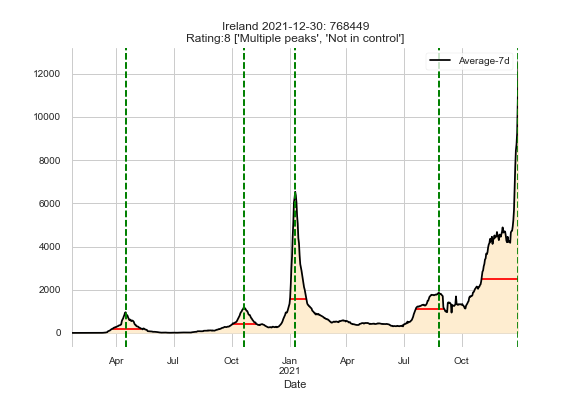 Ireland 2021-12-30: 768449
Rating:8 ['Multiple peaks', 'Not in control']
Average-7d
12000
10000
8000
6000
4000
2000
0
Apr Jul Oct Jan Apr Jul Oct
2021
Date